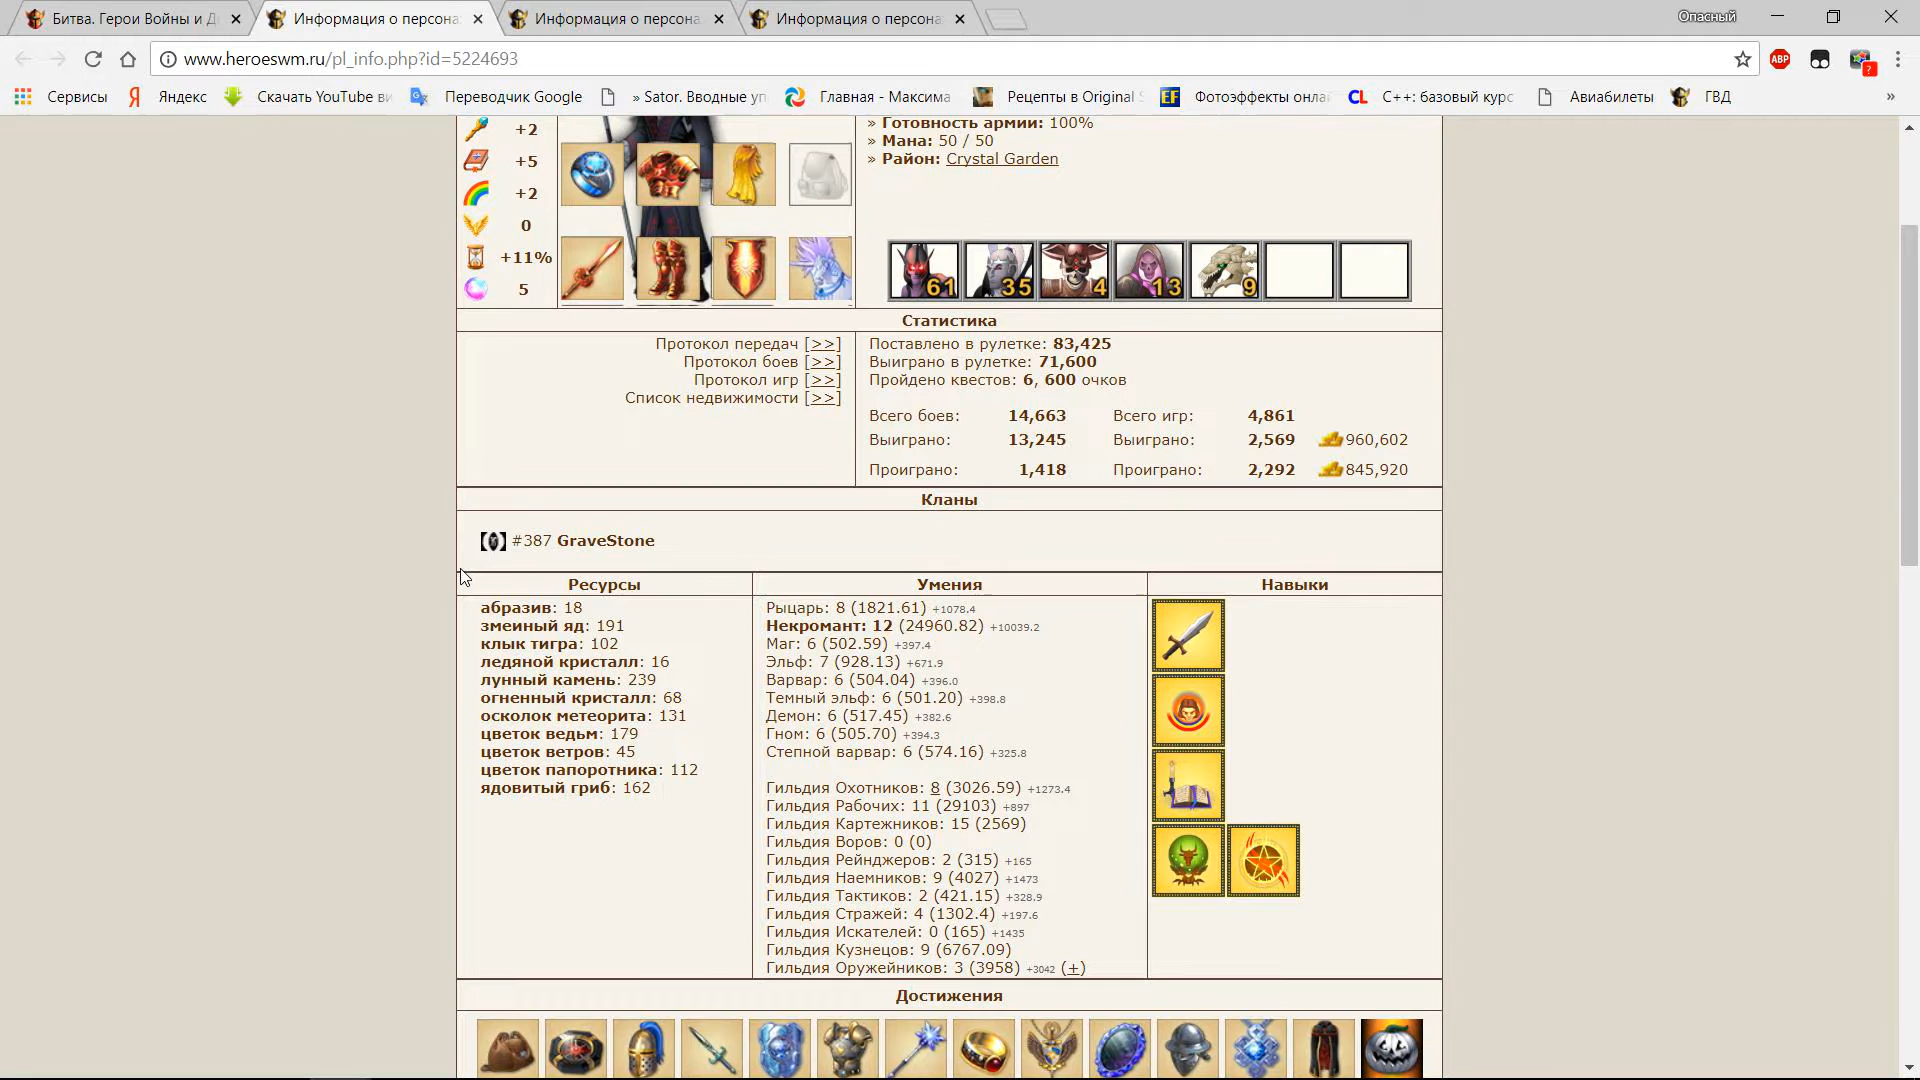 Битва. Герои Войны и Д
Информация о персона
Информация о персона
Информация о персона
Опасный
www.heroeswm.ru/pl_info.php?id=5224693
ABP
?
Сервисы
Яндекс
Скачать YouTube ви
Переводчик Google
» Sator. Вводные уп
Главная - Максима
Рецепты в Original S
EF
Фотоэффекты онла
CL
C++: базовый курс
Авиабилеты
ГВД
»
+2
+5
+2
0
+11%
5
» Готовность армии: 100%
» Мана: 50 / 50
» Район: Crystal Garden
61 35 4 13 9
Статистика
Протокол передач [>>]
Протокол боев [>>]
Протокол игр [>>]
Список недвижимости [>>]
Поставлено в рулетке: 83,425
Выиграно в рулетке: 71,600
Пройдено квестов: 6, 600 очков
Всего боев: 14,663 Всего игр: 4,861
Выиграно: 13,245 Выиграно: 2,569 960,602
Проиграно: 1,418 Проиграно: 2,292 845,920
Кланы
#387 GraveStone
Ресурсы
абразив: 18
змеиный яд: 191
клык тигра: 102
ледяной кристалл: 16
лунный камень: 239
огненный кристалл: 68
осколок метеорита: 131
цветок ведьм: 179
цветок ветров: 45
цветок папоротника: 112
ядовитый гриб: 162
Умения
Рыцарь: 8 (1821.61) +1078.4
Некромант: 12 (24960.82) +10039.2
Маг: 6 (502.59) +397.4
Эльф: 7 (928.13) +671.9
Варвар: 6 (504.04) +396.0
Темный эльф: 6 (501.20) +398.8
Демон: 6 (517.45) +382.6
Гном: 6 (505.70) +394.3
Степной варвар: 6 (574.16) +325.8
Гильдия Охотников: 8 (3026.59) +1273.4
Гильдия Рабочих: 11 (29103) +897
Гильдия Картежников: 15 (2569)
Гильдия Воров: 0 (0)
Гильдия Рейнджеров: 2 (315) +165
Гильдия Наемников: 9 (4027) +1473
Гильдия Тактиков: 2 (421.15) +328.9
Гильдия Стражей: 4 (1302.4) +197.6
Гильдия Искателей: 0 (165) +1435
Гильдия Кузнецов: 9 (6767.09)
Гильдия Оружейников: 3 (3958) +3042 (+)
Навыки
Достижения